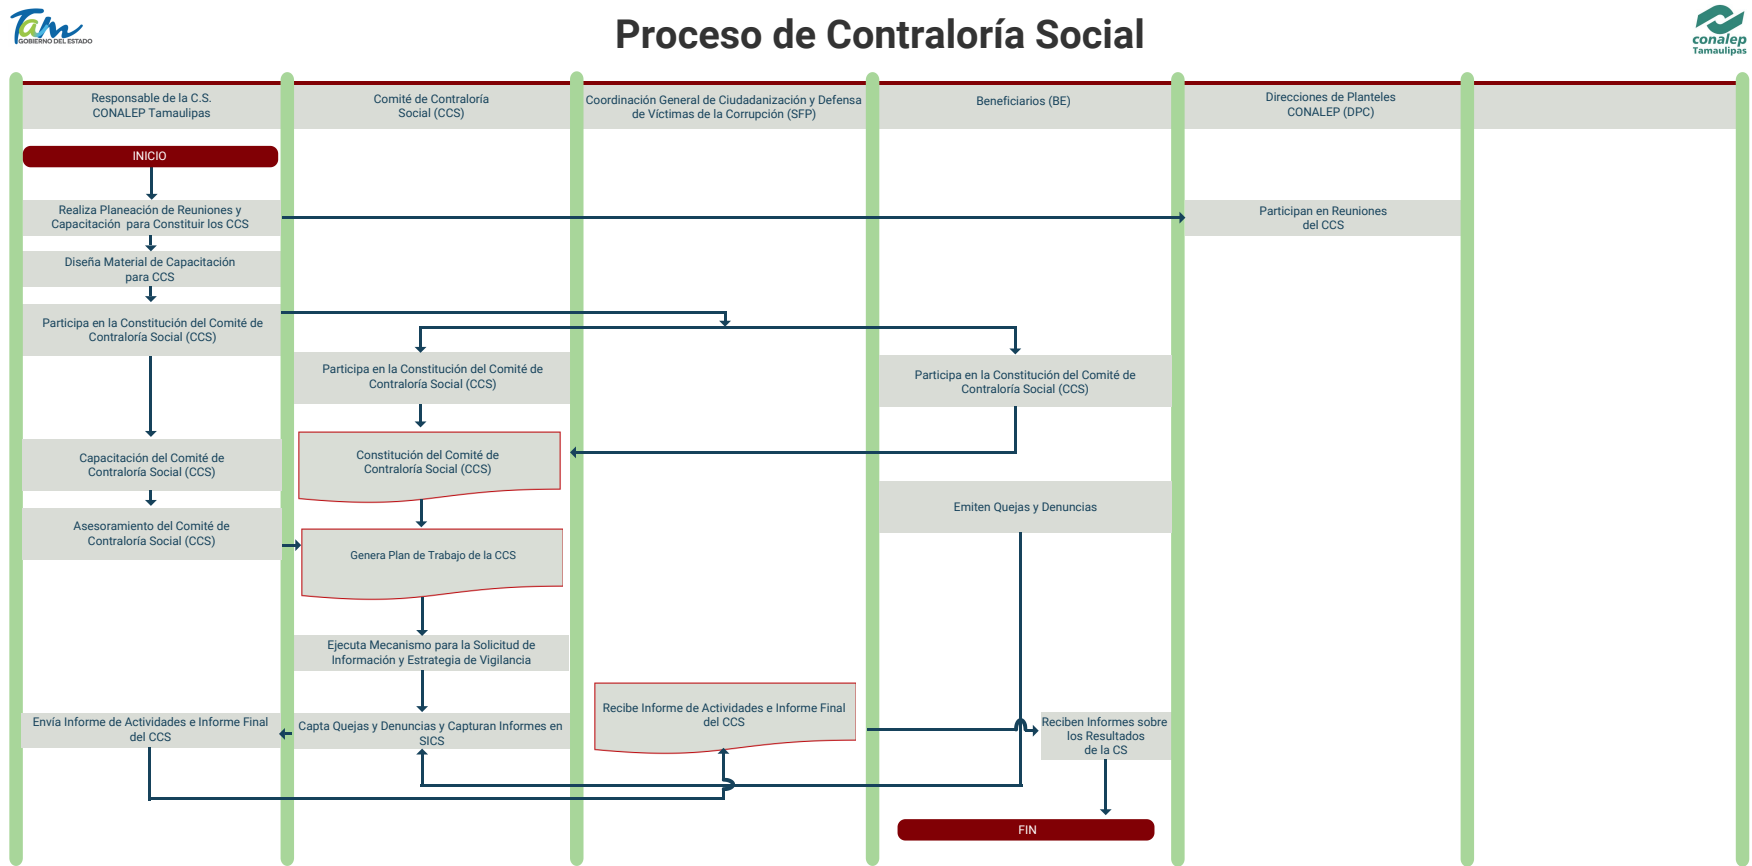 Tam
GOBIERNO DEL ESTADO
Proceso de Contraloría Social
conalep
Tamaulipas
Responsable de la C.S.
CONALEP Tamaulipas
Comité de Contraloría
Social (CCS)
Coordinación General de Ciudadanización y Defensa
de Víctimas de la Corrupción (SFP)
Beneficiarios (BE)
Direcciones de Planteles
CONALEP (DPC)
INICIO
Realiza Planeación de Reuniones y
Capacitación para Constituir los CCS
Participan en Reuniones
del CCS
Diseña Material de Capacitación
para CCS
Participa en la Constitución del Comité de
Contraloría Social (CCS)
Participa en la Constitución del Comité de
Contraloría Social (CCS)
Participa en la Constitución del Comité de
Contraloría Social (CCS)
Capacitación del Comité de
Contraloría Social (CCS)
Constitución del Comité de
Contraloría Social (CCS)
Emiten Quejas y Denuncias
Asesoramiento del Comité de
Contraloría Social (CCS)
Genera Plan de Trabajo de la CCS
Ejecuta Mecanismo para la Solicitud de
Información y Estrategia de Vigilancia
Envía Informe de Actividades e Informe Final
del CCS
Capta Quejas y Denuncias y Capturan Informes en
SICS
Recibe Informe de Actividades e Informe Final
del CCS
Reciben Informes sobre
los Resultados
de la CS
FIN